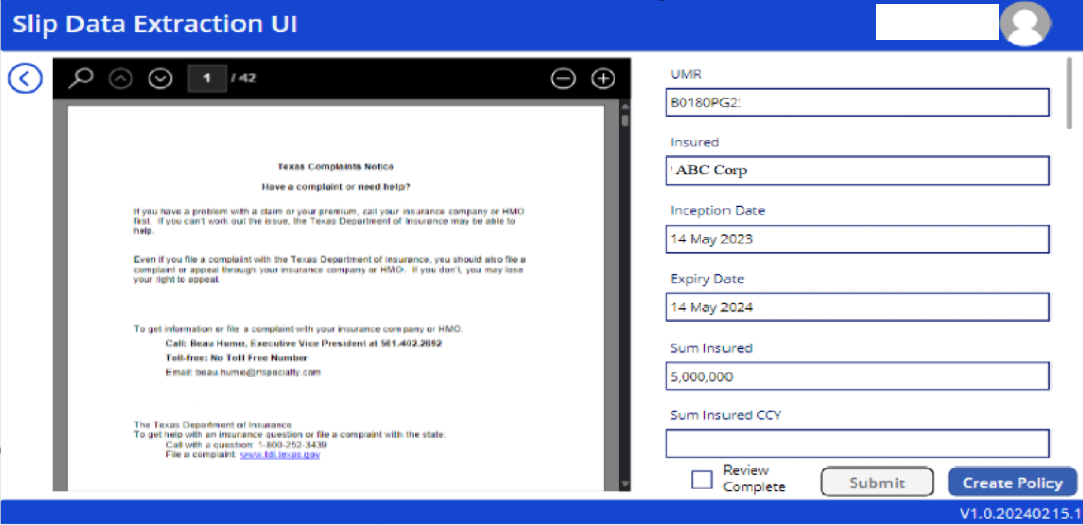 Slip Data Extraction UI
1 / 42
Texas Complaints Notice
Have a complaint or need help?
If you have a problem with a claim or your premium, call your insurance company or HMO
first. If you can't work out the issue, the Texas Department of Insurance may be able to
help.
Even if you file a complaint with the Texas Department of Insurance, you should also file a
complaint or appeal through your insurance company or HMO. If you don't, you may lose
your right to appeal.
To get information or file a complaint with your insurance company or HMO:
Call: Beau Hume, Executive Vice President at 561.402.2692
Toll-free: No Toll Free Number
Email: beau.hume@rtspecialty.com
The Texas Department of Insurance
To get help with an insurance question or file a complaint with the state:
Call with a question: 1-800-252-3439
File a complaint: www.tdi.texas.gov
UMR
B0180PG2
Insured
ABC Corp
Inception Date
14 May 2023
Expiry Date
14 May 2024
Sum Insured
5,000,000
Sum Insured CCY
Review
Complete
Submit
Create Policy
V1.0.20240215.1